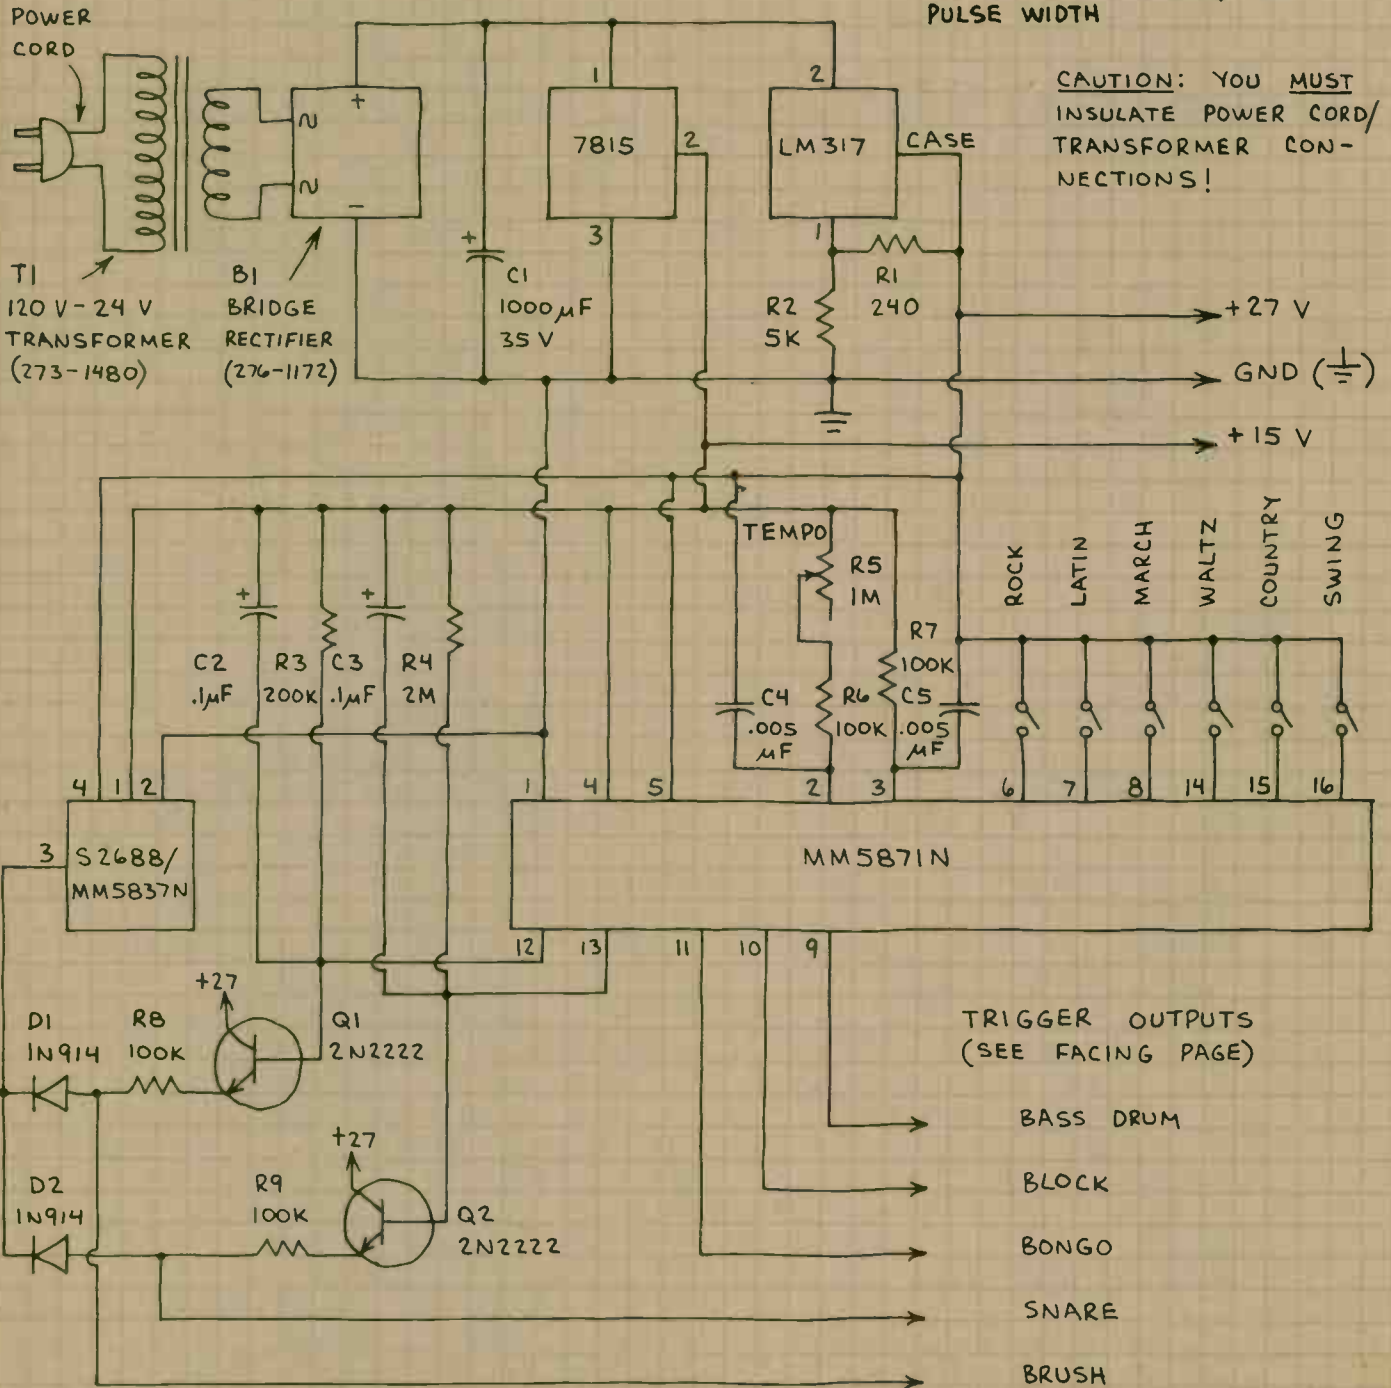 POWER
CORD
PULSE WIDTH
CAUTION: YOU MUST
INSULATE POWER CORD/
TRANSFORMER CON-
NECTIONS!
+
~
~
−
1
7815
2
3
2
LM317
CASE
1
T1
120 V-24 V
TRANSFORMER
(273-1480)
B1
BRIDGE
RECTIFIER
(276-1172)
+
C1
1000 µF
35 V
R2
5K
R1
240
+27 V
GND (⏚)
+15 V
TEMPO
R5
1M
ROCK
LATIN
MARCH
WALTZ
COUNTRY
SWING
+
C2
.1µF
R3
200K
+
C3
.1µF
R4
2M
C4
.005
µF
R6
100K
R7
100K
C5
.005
µF
4 1 2
1 4 5 2 3 6 7 8 14 15 16
3
S2688/
MM5837N
MM5871N
12 13 11 10 9
+27
D1
1N914
R8
100K
Q1
2N2222
TRIGGER OUTPUTS
(SEE FACING PAGE)
BASS DRUM
+27
D2
1N914
R9
100K
Q2
2N2222
BLOCK
BONGO
SNARE
BRUSH